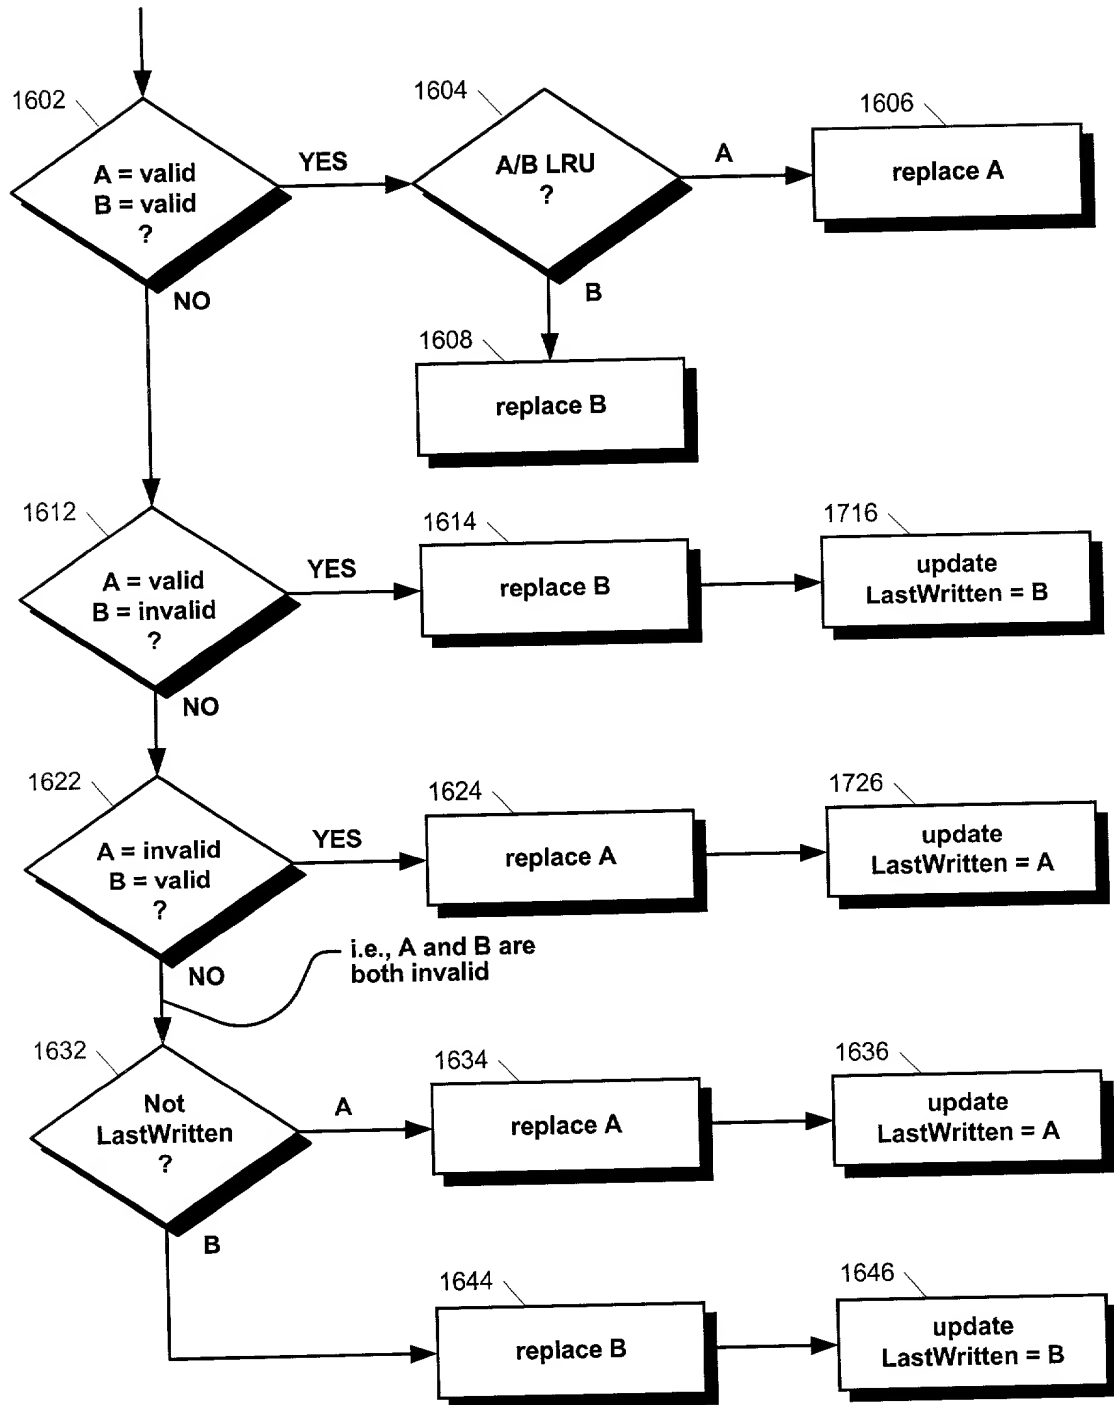 1602
A = valid
B = valid
?
YES
NO
1604
A/B LRU
?
A
B
1606
replace A
1608
replace B
1612
A = valid
B = invalid
?
YES
NO
1614
replace B
1716
update
LastWritten = B
1622
A = invalid
B = valid
?
YES
NO
1624
replace A
1726
update
LastWritten = A
i.e., A and B are
both invalid
1632
Not
LastWritten
?
A
B
1634
replace A
1636
update
LastWritten = A
1644
replace B
1646
update
LastWritten = B